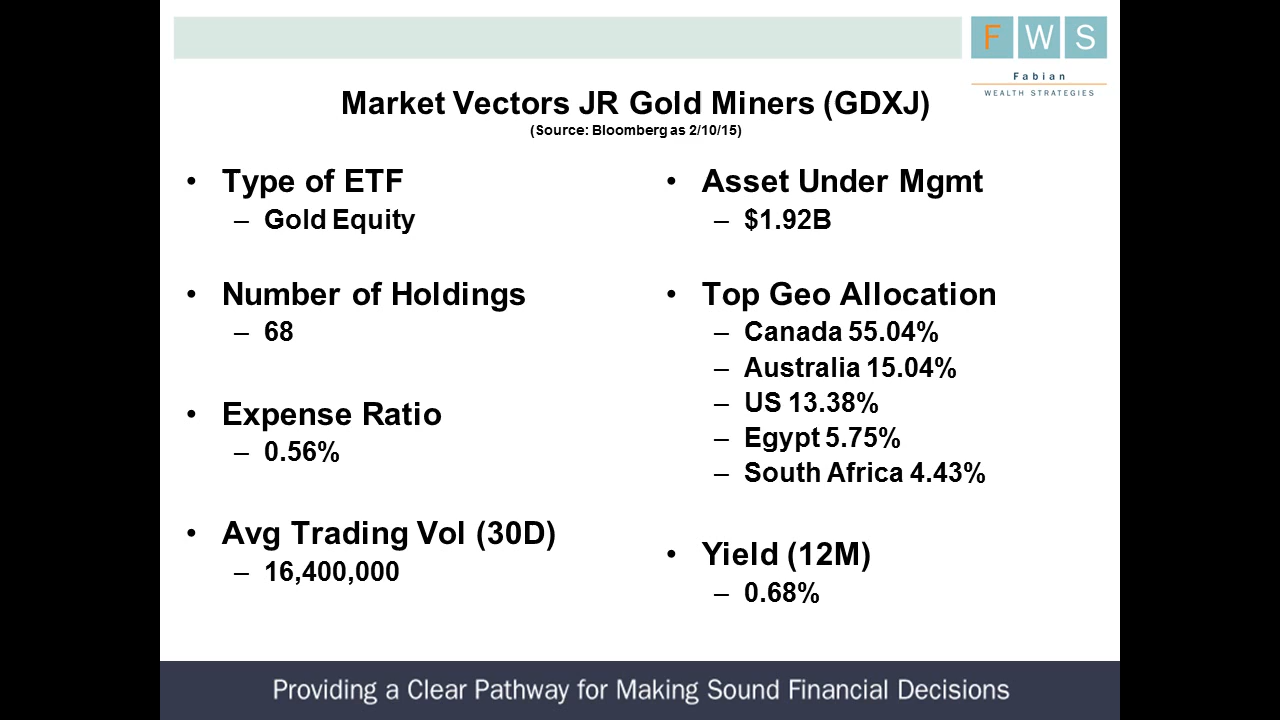 F W S
Fabian
WEALTH STRATEGIES
Market Vectors JR Gold Miners (GDXJ)
(Source: Bloomberg as 2/10/15)
• Type of ETF
– Gold Equity
• Number of Holdings
– 68
• Expense Ratio
– 0.56%
• Avg Trading Vol (30D)
– 16,400,000
• Asset Under Mgmt
– $1.92B
• Top Geo Allocation
– Canada 55.04%
– Australia 15.04%
– US 13.38%
– Egypt 5.75%
– South Africa 4.43%
• Yield (12M)
– 0.68%
Providing a Clear Pathway for Making Sound Financial Decisions